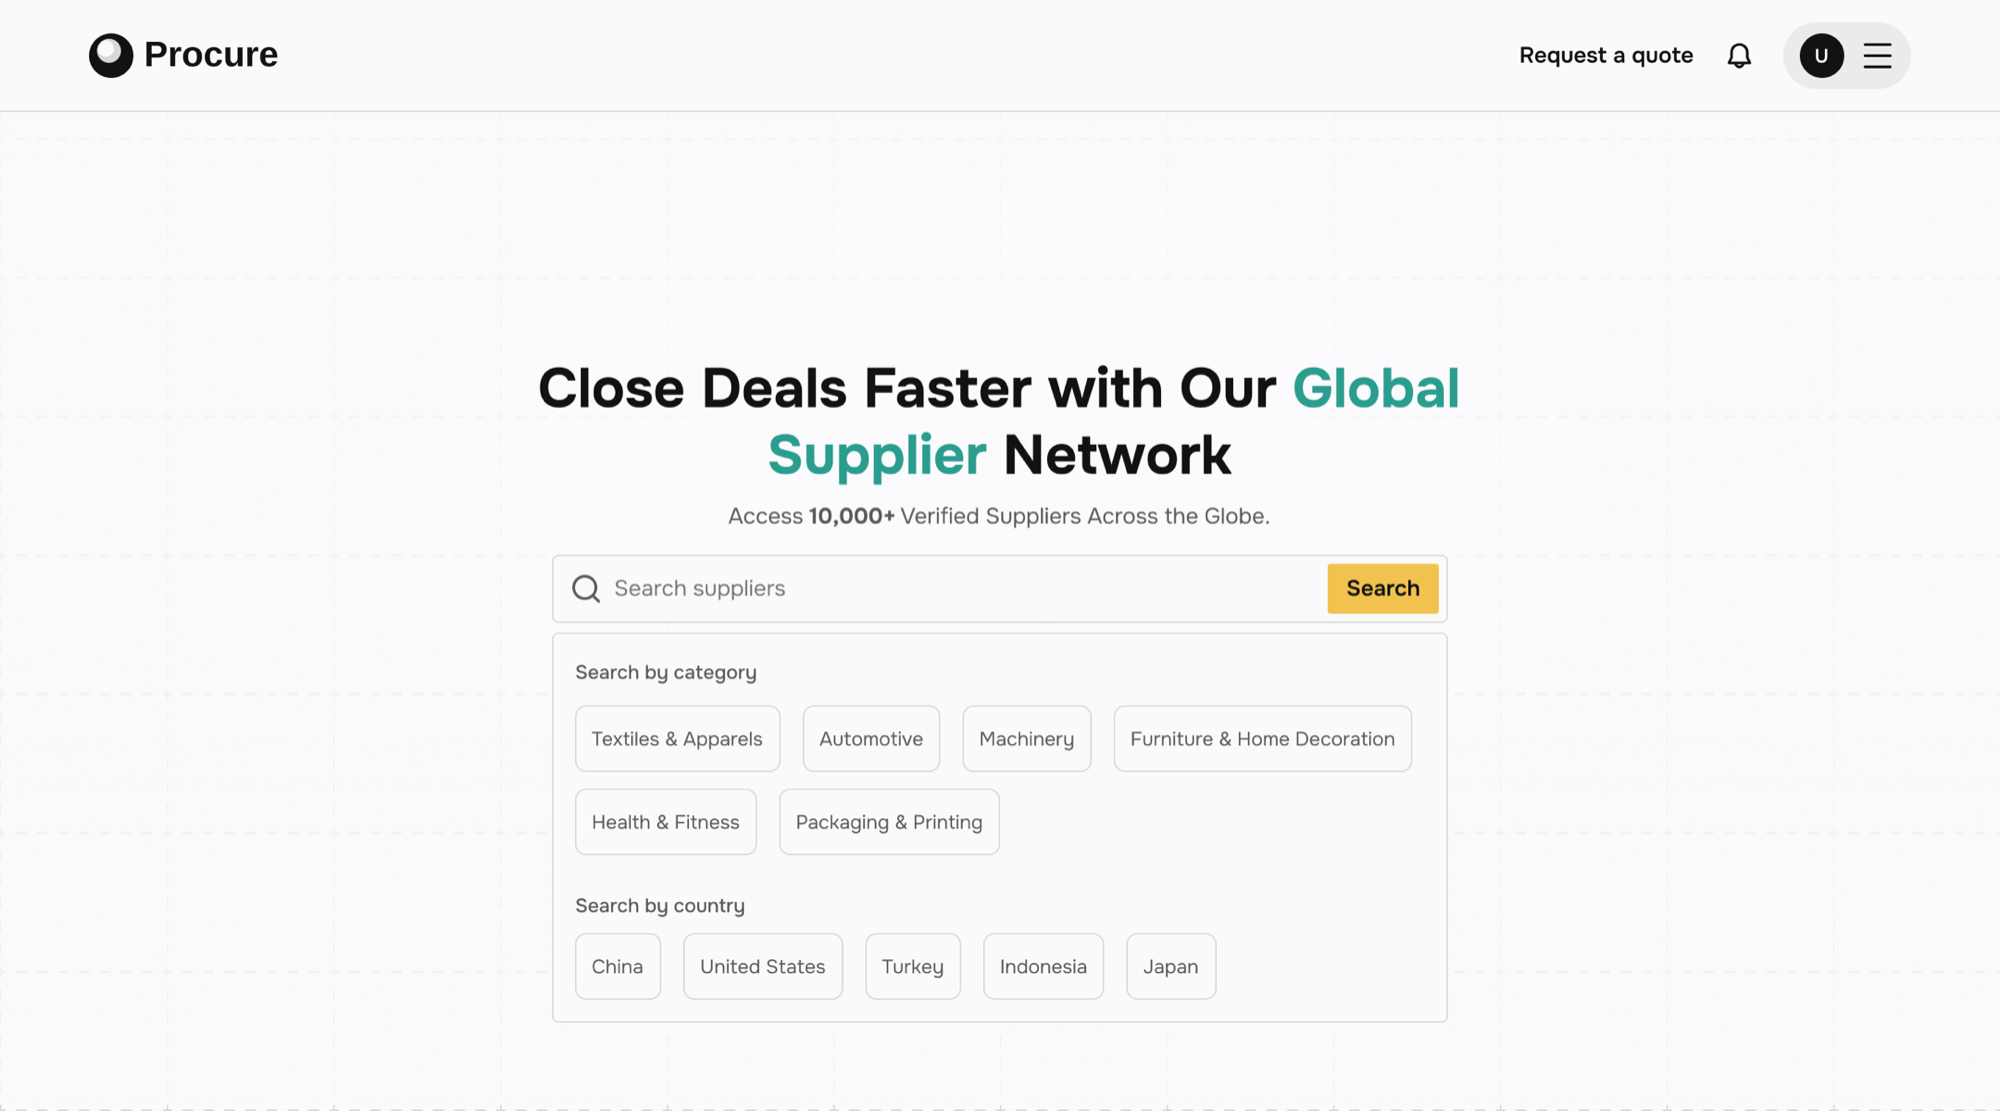 Procure
Request a quote
U
Close Deals Faster with Our Global
Supplier Network
Access 10,000+ Verified Suppliers Across the Globe.
Search suppliers
Search
Search by category
Textiles & Apparels
Automotive
Machinery
Furniture & Home Decoration
Health & Fitness
Packaging & Printing
Search by country
China
United States
Turkey
Indonesia
Japan